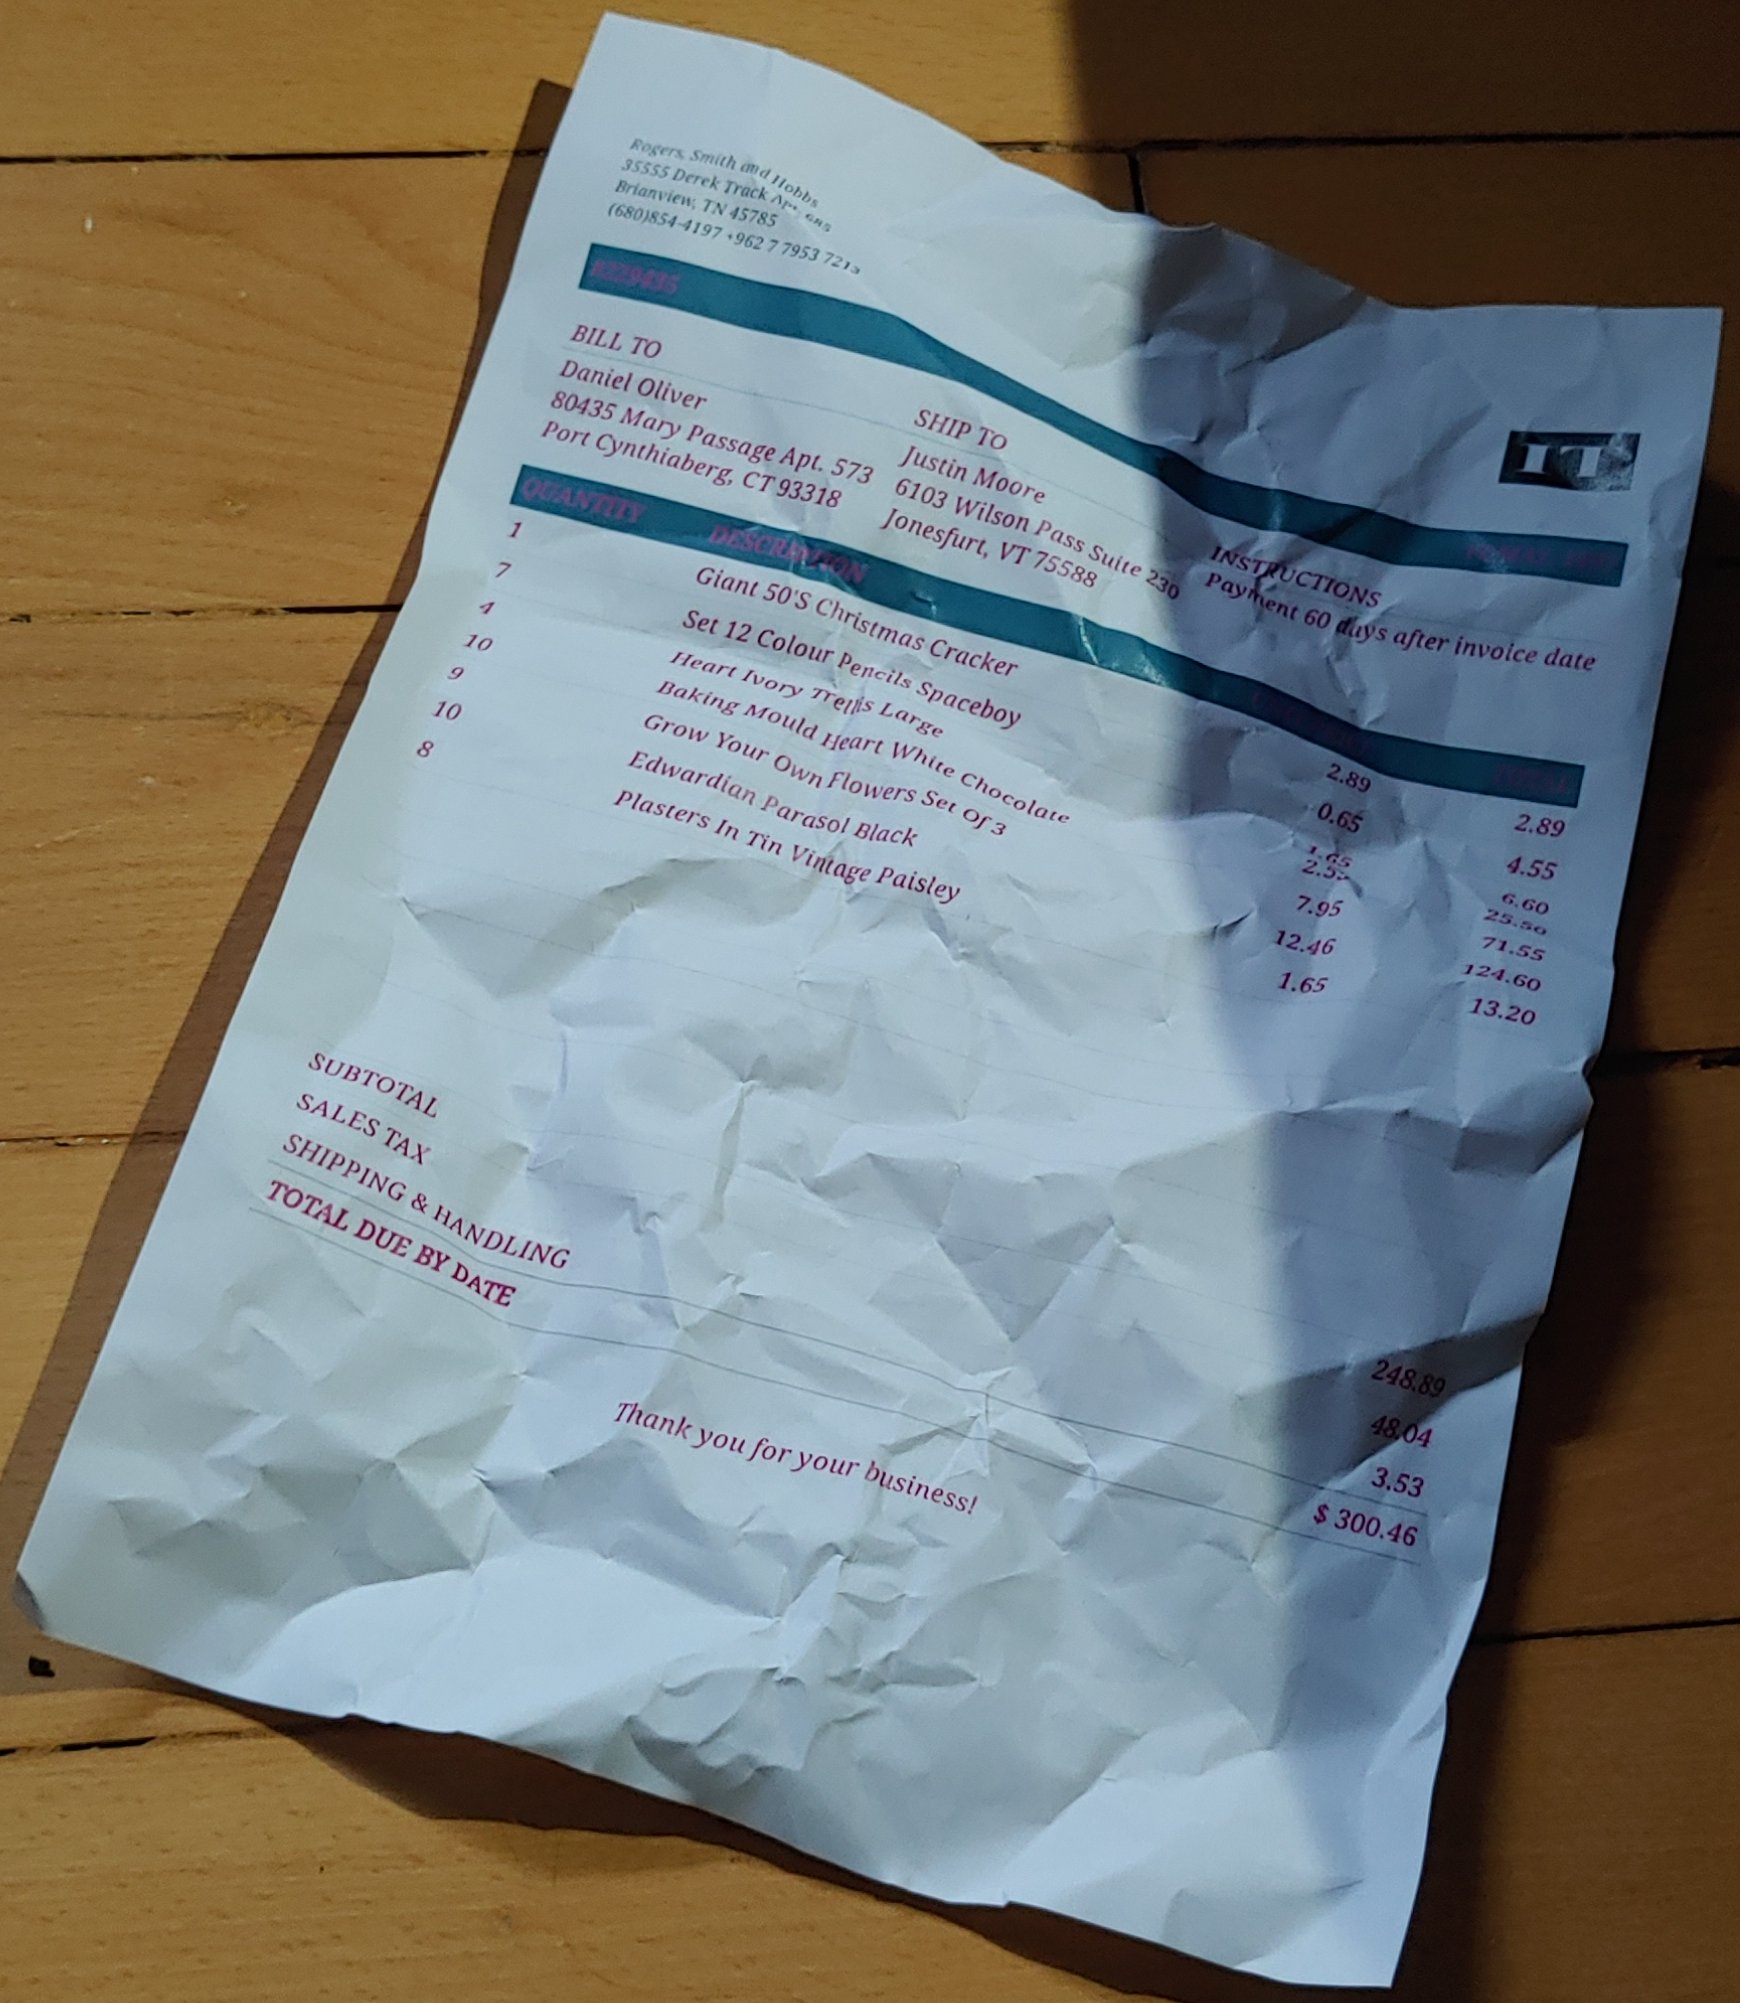 Rogers, Smith and Hobbs
35555 Derek Track Apt.
Brianview, TN 45785
(680)854-4197 +962 7 7953
IT
BILL TO
Daniel Oliver
80435 Mary Passage Apt. 573
Port Cynthiaberg, CT 93318
SHIP TO
Justin Moore
6103 Wilson Pass Suite 230
Jonesfurt, VT 75588
INSTRUCTIONS
Payment 60 days after invoice date
QUANTITY DESCRIPTION TOTAL
1 Giant 50'S Christmas Cracker 2.89 2.89
7 Set 12 Colour Pencils Spaceboy 0.65 4.55
4 Heart Ivory Trellis Large 1.65 6.60
10 Baking Mould Heart White Chocolate 2.55 25.50
9 Grow Your Own Flowers Set Of 3 7.95 71.55
10 Edwardian Parasol Black 12.46 124.60
8 Plasters In Tin Vintage Paisley 1.65 13.20
SUBTOTAL 248.89
SALES TAX 48.04
SHIPPING & HANDLING 3.53
TOTAL DUE BY DATE $ 300.46
Thank you for your business!